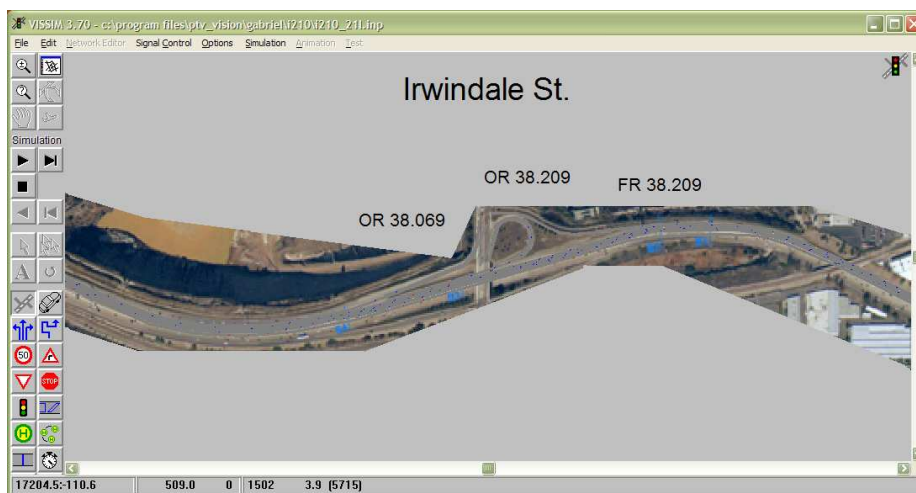 VISSIM 3.70 - c:\program files\ptv_vision\gabriel\i210\i210_21l.inp
File Edit Network Editor Signal Control Options Simulation Animation Test
Irwindale St.
Simulation
OR 38.209
FR 38.209
OR 38.069
A
50
STOP
H
17204.5:-110.6 509.0 0 1502 3.9 (5715)